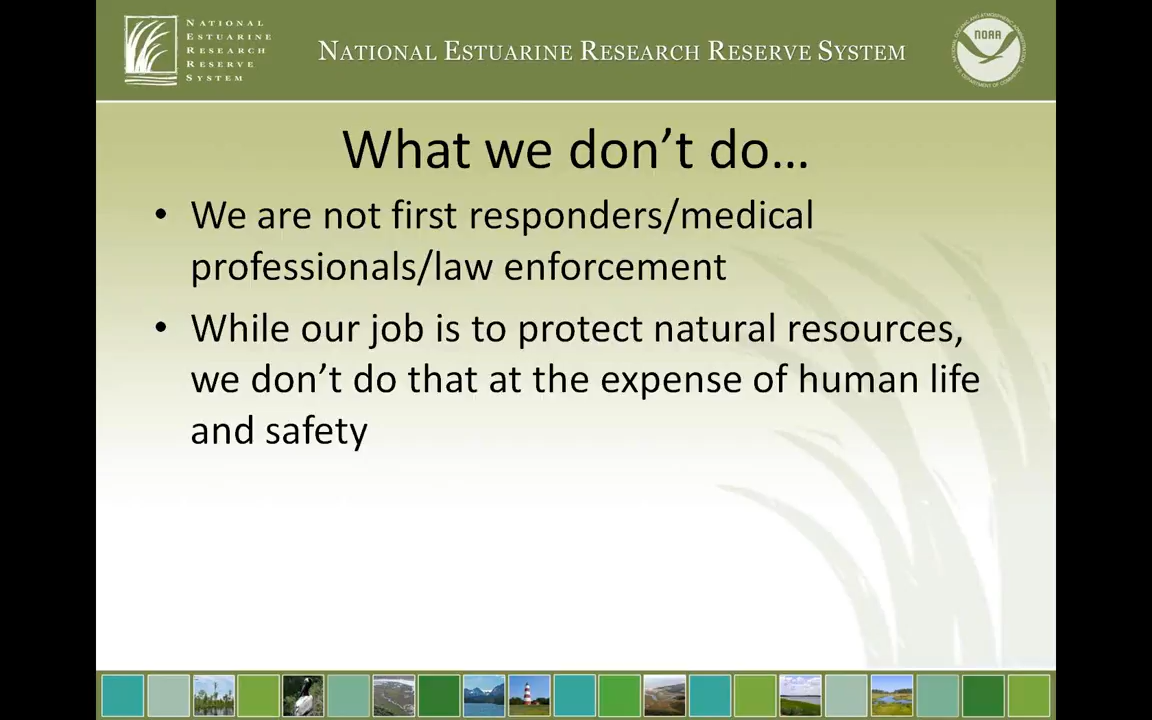 NATIONAL
ESTUARINE
RESEARCH
RESERVE
SYSTEM
NATIONAL ESTUARINE RESEARCH RESERVE SYSTEM
NOAA
What we don’t do…
• We are not first responders/medical
professionals/law enforcement
• While our job is to protect natural resources,
we don’t do that at the expense of human life
and safety